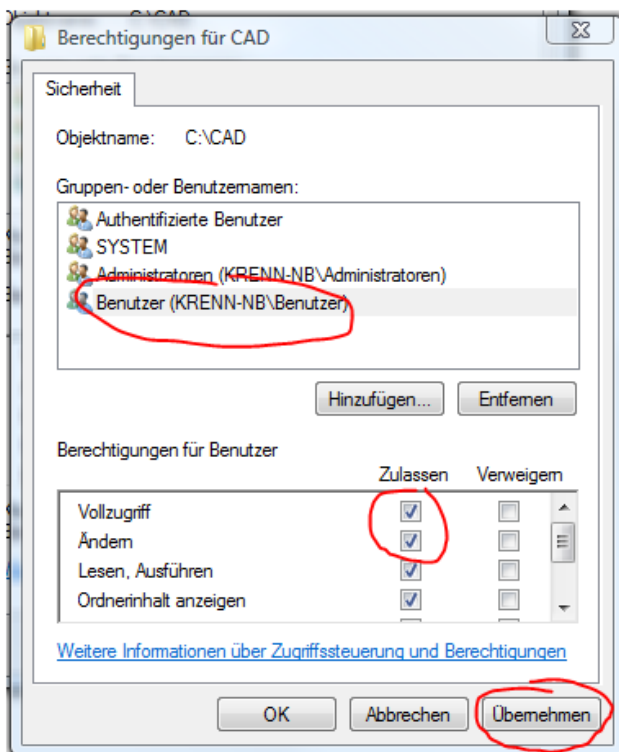 Berechtigungen für CAD
Sicherheit
Objektname: C:\CAD
Gruppen- oder Benutzernamen:
Authentifizierte Benutzer
SYSTEM
Administratoren (KRENN-NB\Administratoren)
Benutzer (KRENN-NB\Benutzer)
Hinzufügen... Entfernen
Berechtigungen für Benutzer
Zulassen Verweigern
Vollzugriff
Ändern
Lesen, Ausführen
Ordnerinhalt anzeigen
Weitere Informationen über Zugriffssteuerung und Berechtigungen
OK Abbrechen Übernehmen